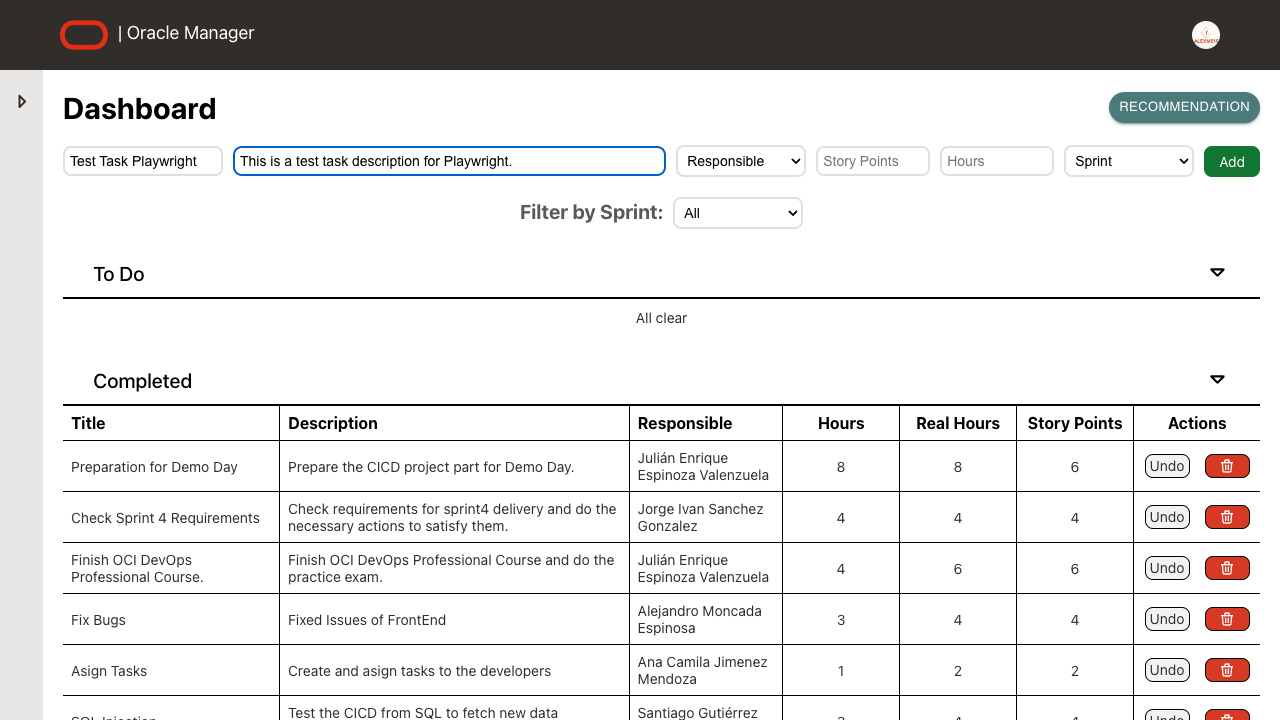 | Oracle Manager
Dashboard
RECOMMENDATION
Test Task Playwright
This is a test task description for Playwright.
Responsible
Story Points
Hours
Sprint
Add
Filter by Sprint:
All
To Do
All clear
Completed
Title
Description
Responsible
Hours
Real Hours
Story Points
Actions
Preparation for Demo Day
Prepare the CICD project part for Demo Day.
Julián Enrique
Espinoza Valenzuela
8
8
6
Undo
Check Sprint 4 Requirements
Check requirements for sprint4 delivery and do the
necessary actions to satisfy them.
Jorge Ivan Sanchez
Gonzalez
4
4
4
Undo
Finish OCI DevOps
Professional Course.
Finish OCI DevOps Professional Course and do the
practice exam.
Julián Enrique
Espinoza Valenzuela
4
6
6
Undo
Fix Bugs
Fixed Issues of FrontEnd
Alejandro Moncada
Espinosa
3
4
4
Undo
Asign Tasks
Create and asign tasks to the developers
Ana Camila Jimenez
Mendoza
1
2
2
Undo
SQL Injection
Test the CICD from SQL to fetch new data
Santiago Gutiérrez
Undo